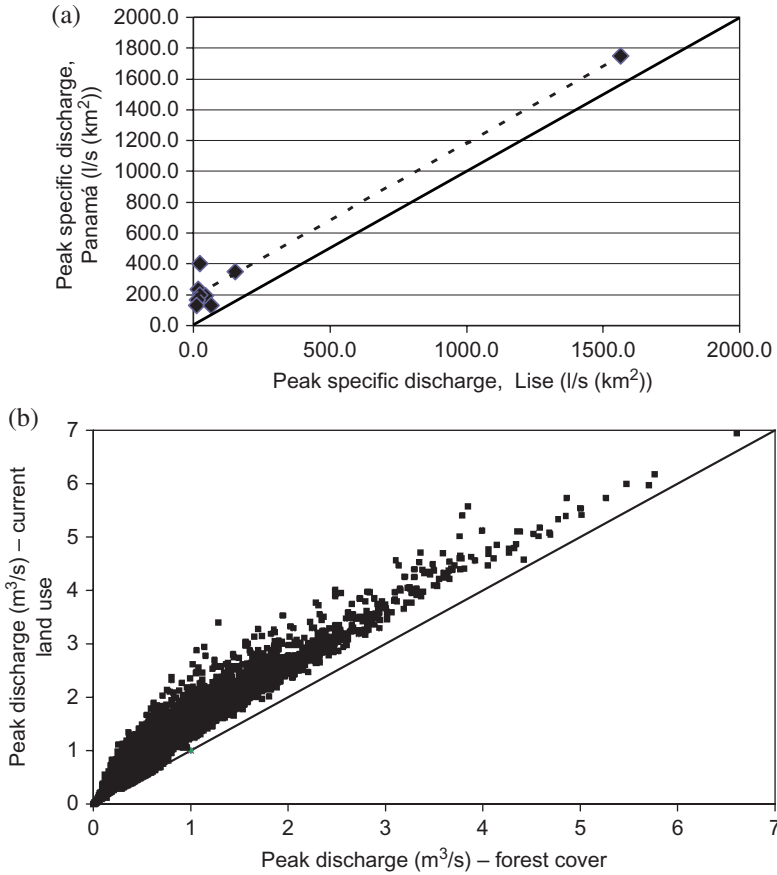 (a)
Peak specific discharge,
Panamá (l/s (km²))
2000.0
1800.0
1600.0
1400.0
1200.0
1000.0
800.0
600.0
400.0
200.0
0.0
0.0 500.0 1000.0 1500.0 2000.0
Peak specific discharge, Lise (l/s (km²))
(b)
Peak discharge (m³/s) – current
land use
7
6
5
4
3
2
1
0
0 1 2 3 4 5 6 7
Peak discharge (m³/s) – forest cover